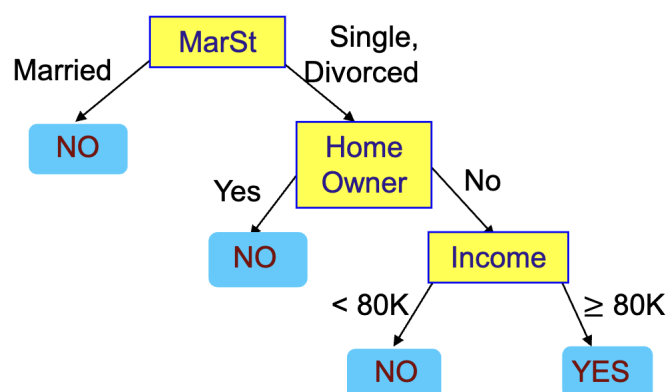 MarSt
Married
Single,
Divorced
NO
Home
Owner
Yes
No
NO
Income
< 80K
≥ 80K
NO
YES